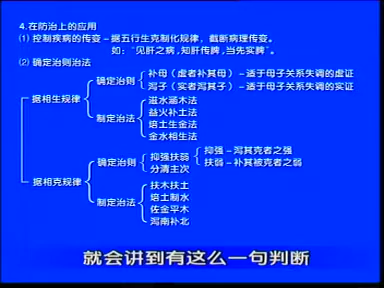 4.在防治上的应用
⑴ 控制疾病的传变－据五行生克制化规律，截断病理传变。
如：“见肝之病，知肝传脾，当先实脾”。
⑵ 确定治则治法
据相生规律
确定治则
补母（虚者补其母）－适于母子关系失调的虚证
泻子（实者泻其子）－适于母子关系失调的实证
制定治法
滋水涵木法
益火补土法
培土生金法
金水相生法
据相克规律
确定治则
抑强扶弱
抑强－泻其克者之强
扶弱－补其被克者之弱
分清主次
制定治法
扶木扶土
培土制水
佐金平木
泻南补北
就会讲到有这么一句判断